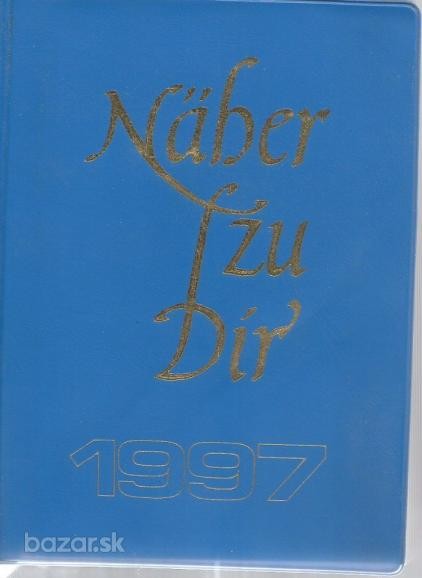 Näher
zu
Dir
1997
bazar.sk